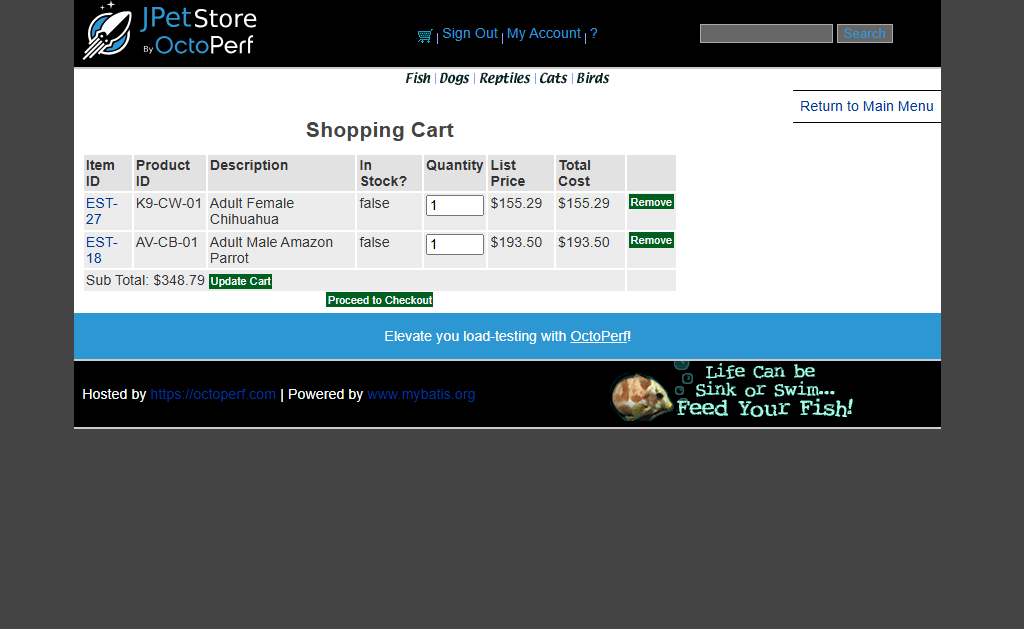 JPetStore
By OctoPerf
| Sign Out | My Account | ?
Search
Fish | Dogs | Reptiles | Cats | Birds
Return to Main Menu
Shopping Cart
Item ID Product ID Description In Stock? Quantity List Price Total Cost
EST-27 K9-CW-01 Adult Female Chihuahua false 1 $155.29 $155.29 Remove
EST-18 AV-CB-01 Adult Male Amazon Parrot false 1 $193.50 $193.50 Remove
Sub Total: $348.79 Update Cart
Proceed to Checkout
Elevate you load-testing with OctoPerf!
Hosted by https://octoperf.com | Powered by www.mybatis.org
Life Can be
Sink or Swim...
Feed Your Fish!